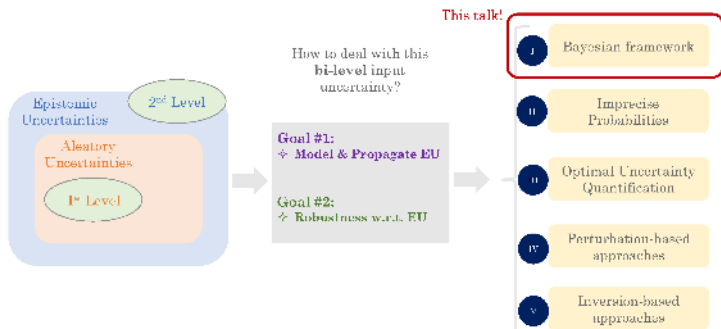 This talk!
Epistemic
Uncertainties
2nd Level
Aleatory
Uncertainties
1st Level
How to deal with this
bi-level input
uncertainty?
Goal #1:
✧ Model & Propagate EU
Goal #2:
✧ Robustness w.r.t. EU
I
Bayesian framework
II
Imprecise
Probabilities
III
Optimal Uncertainty
Quantification
IV
Perturbation-based
approaches
V
Inversion-based
approaches